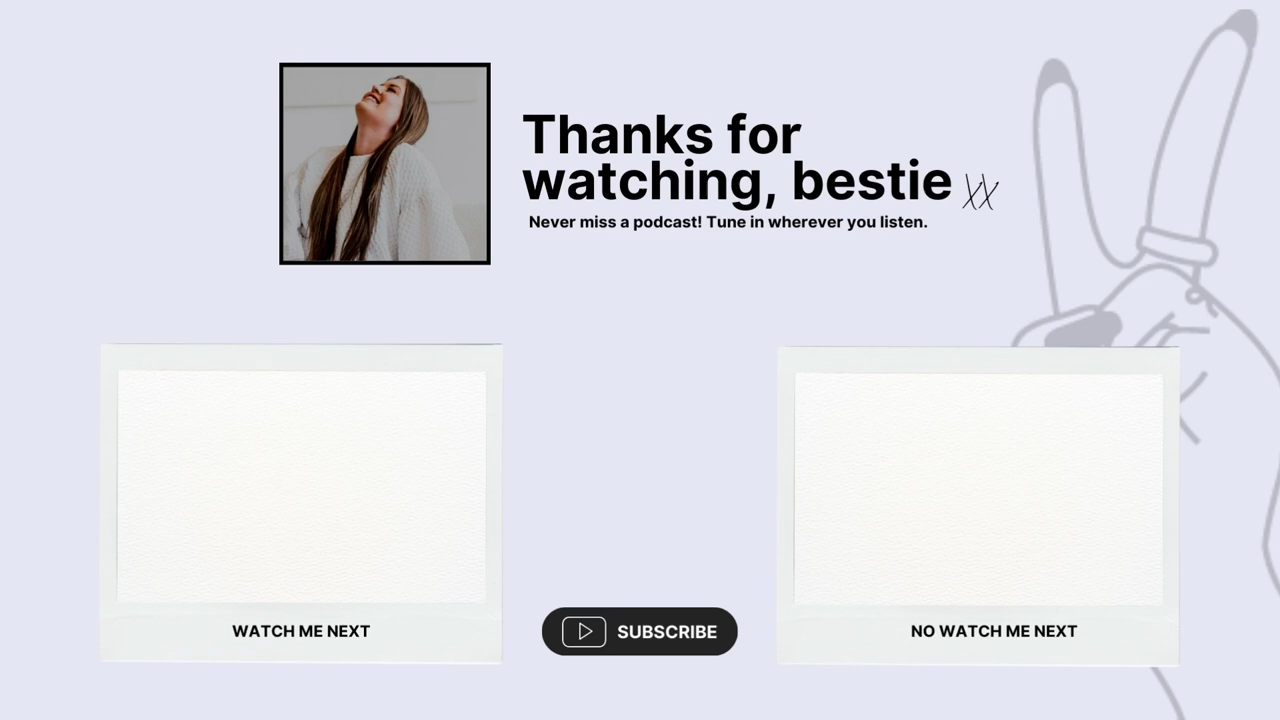 Thanks for
watching, bestie xx
Never miss a podcast! Tune in wherever you listen.
WATCH ME NEXT
SUBSCRIBE
NO WATCH ME NEXT